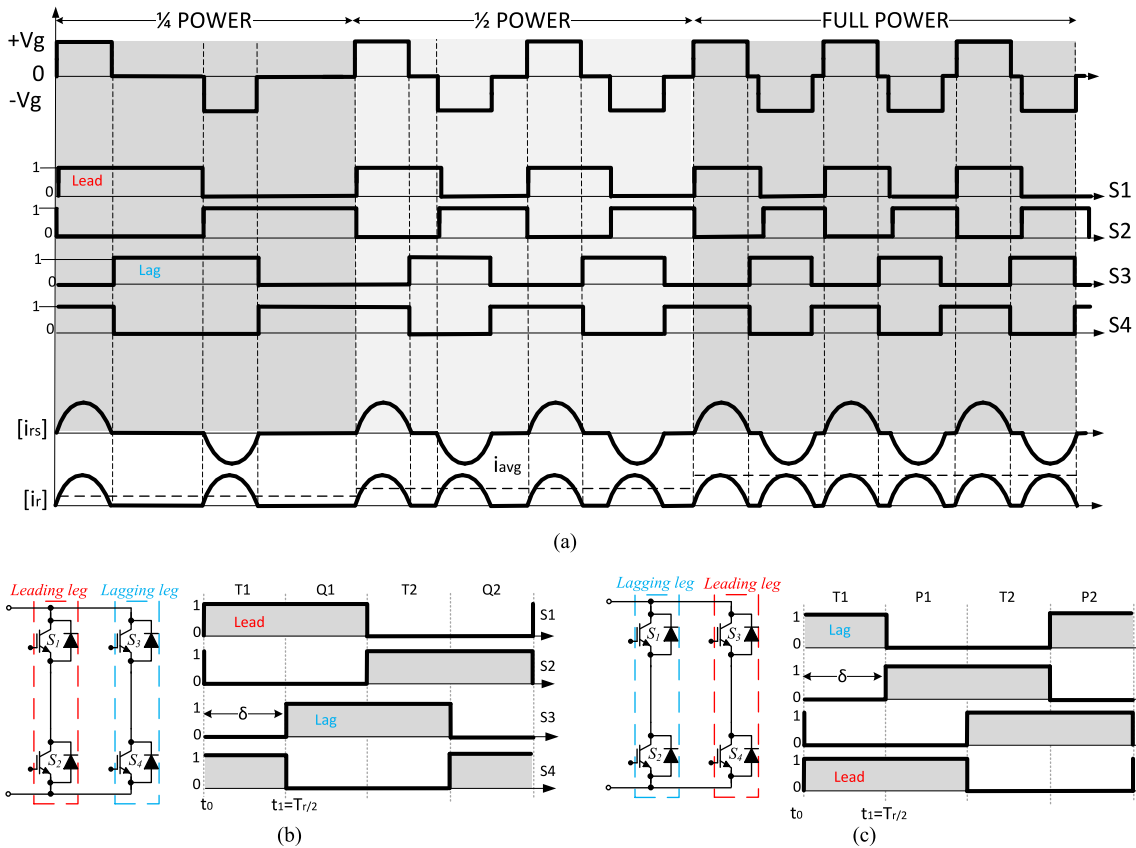 ¼ POWER ½ POWER FULL POWER
+Vg
0
-Vg
1
0
Lead
S1
1
0
S2
1
0
Lag
S3
1
0
S4
[irs]
iavg
[ir]
(a)
Leading leg Lagging leg
S1 S3
S2 S4
T1 Q1 T2 Q2
1
0
Lead
S1
1
0
S2
1
0
δ
Lag
S3
1
0
S4
t0 t1=Tr/2
(b)
Lagging leg Leading leg
S1 S3
S2 S4
T1 P1 T2 P2
1
0
Lag
1
0
δ
1
0
1
0
Lead
t0 t1=Tr/2
(c)